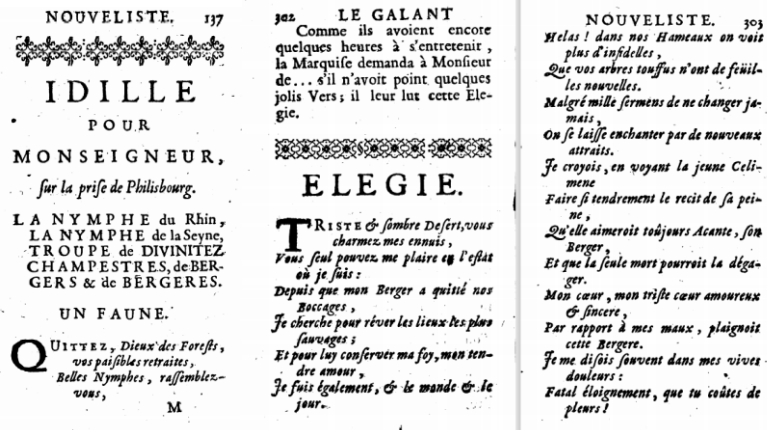 NOUVELISTE. 137
IDILLE
POUR
MONSEIGNEUR,
sur la prise de Philisbourg.
LA NYMPHE du Rhin,
LA NYMPHE de la Seyne,
TROUPE de DIVINITEZ
CHAMPESTRES, de BER-
GERS & de BERGERES.
UN FAUNE.
QUITTEZ, Dieux des Forests,
vos paisibles retraites,
Belles Nymphes, rassemblez-
vous,
M
302 LE GALANT
Comme ils avoient encore
quelques heures à s'entretenir,
la Marquise demanda à Monsieur
de... s'il n'avoit point quelques
jolis Vers; il leur lut cette Ele-
gie.
ELEGIE.
TRISTE & sombre Desert, vous
charmez mes ennuis,
Vous seul pouvez me plaire en l'estat
où je suis:
Depuis que mon Berger a quitté nos
Boccages,
Je cherche pour réver les lieux les plus
sauvages;
Et pour luy conserver ma foy, mon ten-
dre amour,
Je fuis également, & le monde & le
jour.
NOUVELISTE. 303
Helas! dans nos Hameaux on voit
plus d'infidelles,
Que vos arbres touffus n'ont de feüil-
les nouvelles.
Malgré mille sermens de ne changer ja-
mais,
On se laisse enchanter par de nouveaux
attraits.
Je croyois, en voyant la jeune Celi-
mene
Faire si tendrement le recit de sa pei-
ne,
Qu'elle aimeroit toûjours Acante, son
Berger,
Et que la seule mort pourroit la déga-
ger.
Mon cœur, mon triste cœur amoureux
& sincere,
Par rapport à mes maux, plaignoit
cette Bergere.
Je me disois souvent dans mes vives
douleurs:
Fatal éloignement, que tu coûtes de
pleurs!